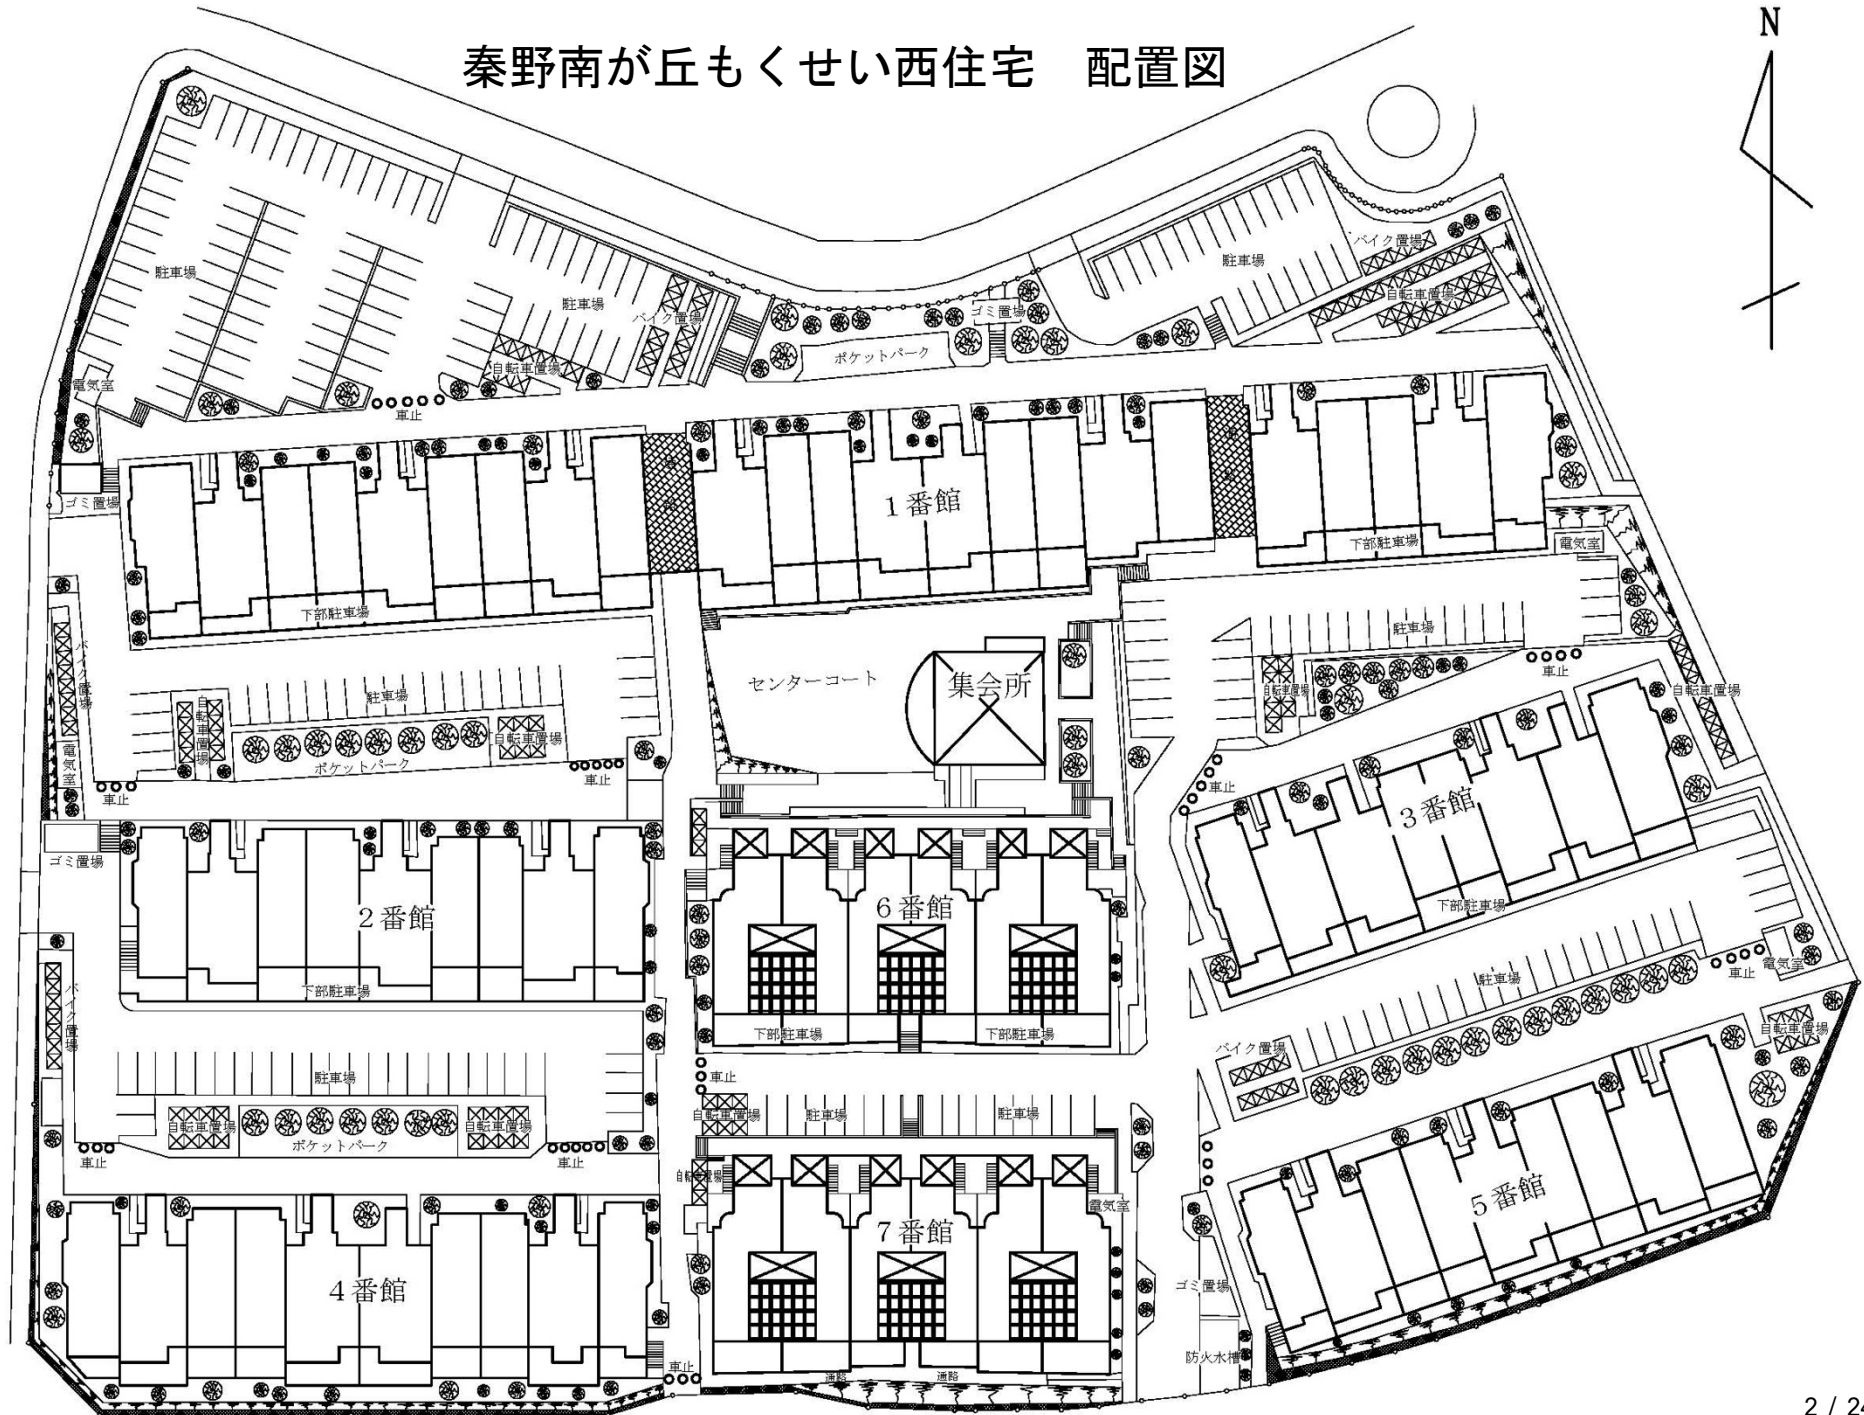 秦野南が丘もくせい西住宅　配置図
N
駐車場
駐車場
バイク置場
自転車置場
電気室
車止
ゴミ置場
ポケットパーク
ゴミ置場
駐車場
バイク置場
自転車置場
1番館
下部駐車場
下部駐車場
電気室
バイク置場
電気室
駐車場
自転車置場
自転車置場
ポケットパーク
車止
車止
センターコート
集会所
駐車場
自転車置場
車止
自転車置場
車止
ゴミ置場
2番館
下部駐車場
6番館
下部駐車場
下部駐車場
3番館
下部駐車場
駐車場
車止
電気室
自転車置場
バイク置場
バイク置場
駐車場
自転車置場
自転車置場
ポケットパーク
車止
車止
車止
自転車置場
駐車場
駐車場
自転車置場
電気室
4番館
7番館
5番館
ゴミ置場
防火水槽
車止
通路
通路
2 / 24